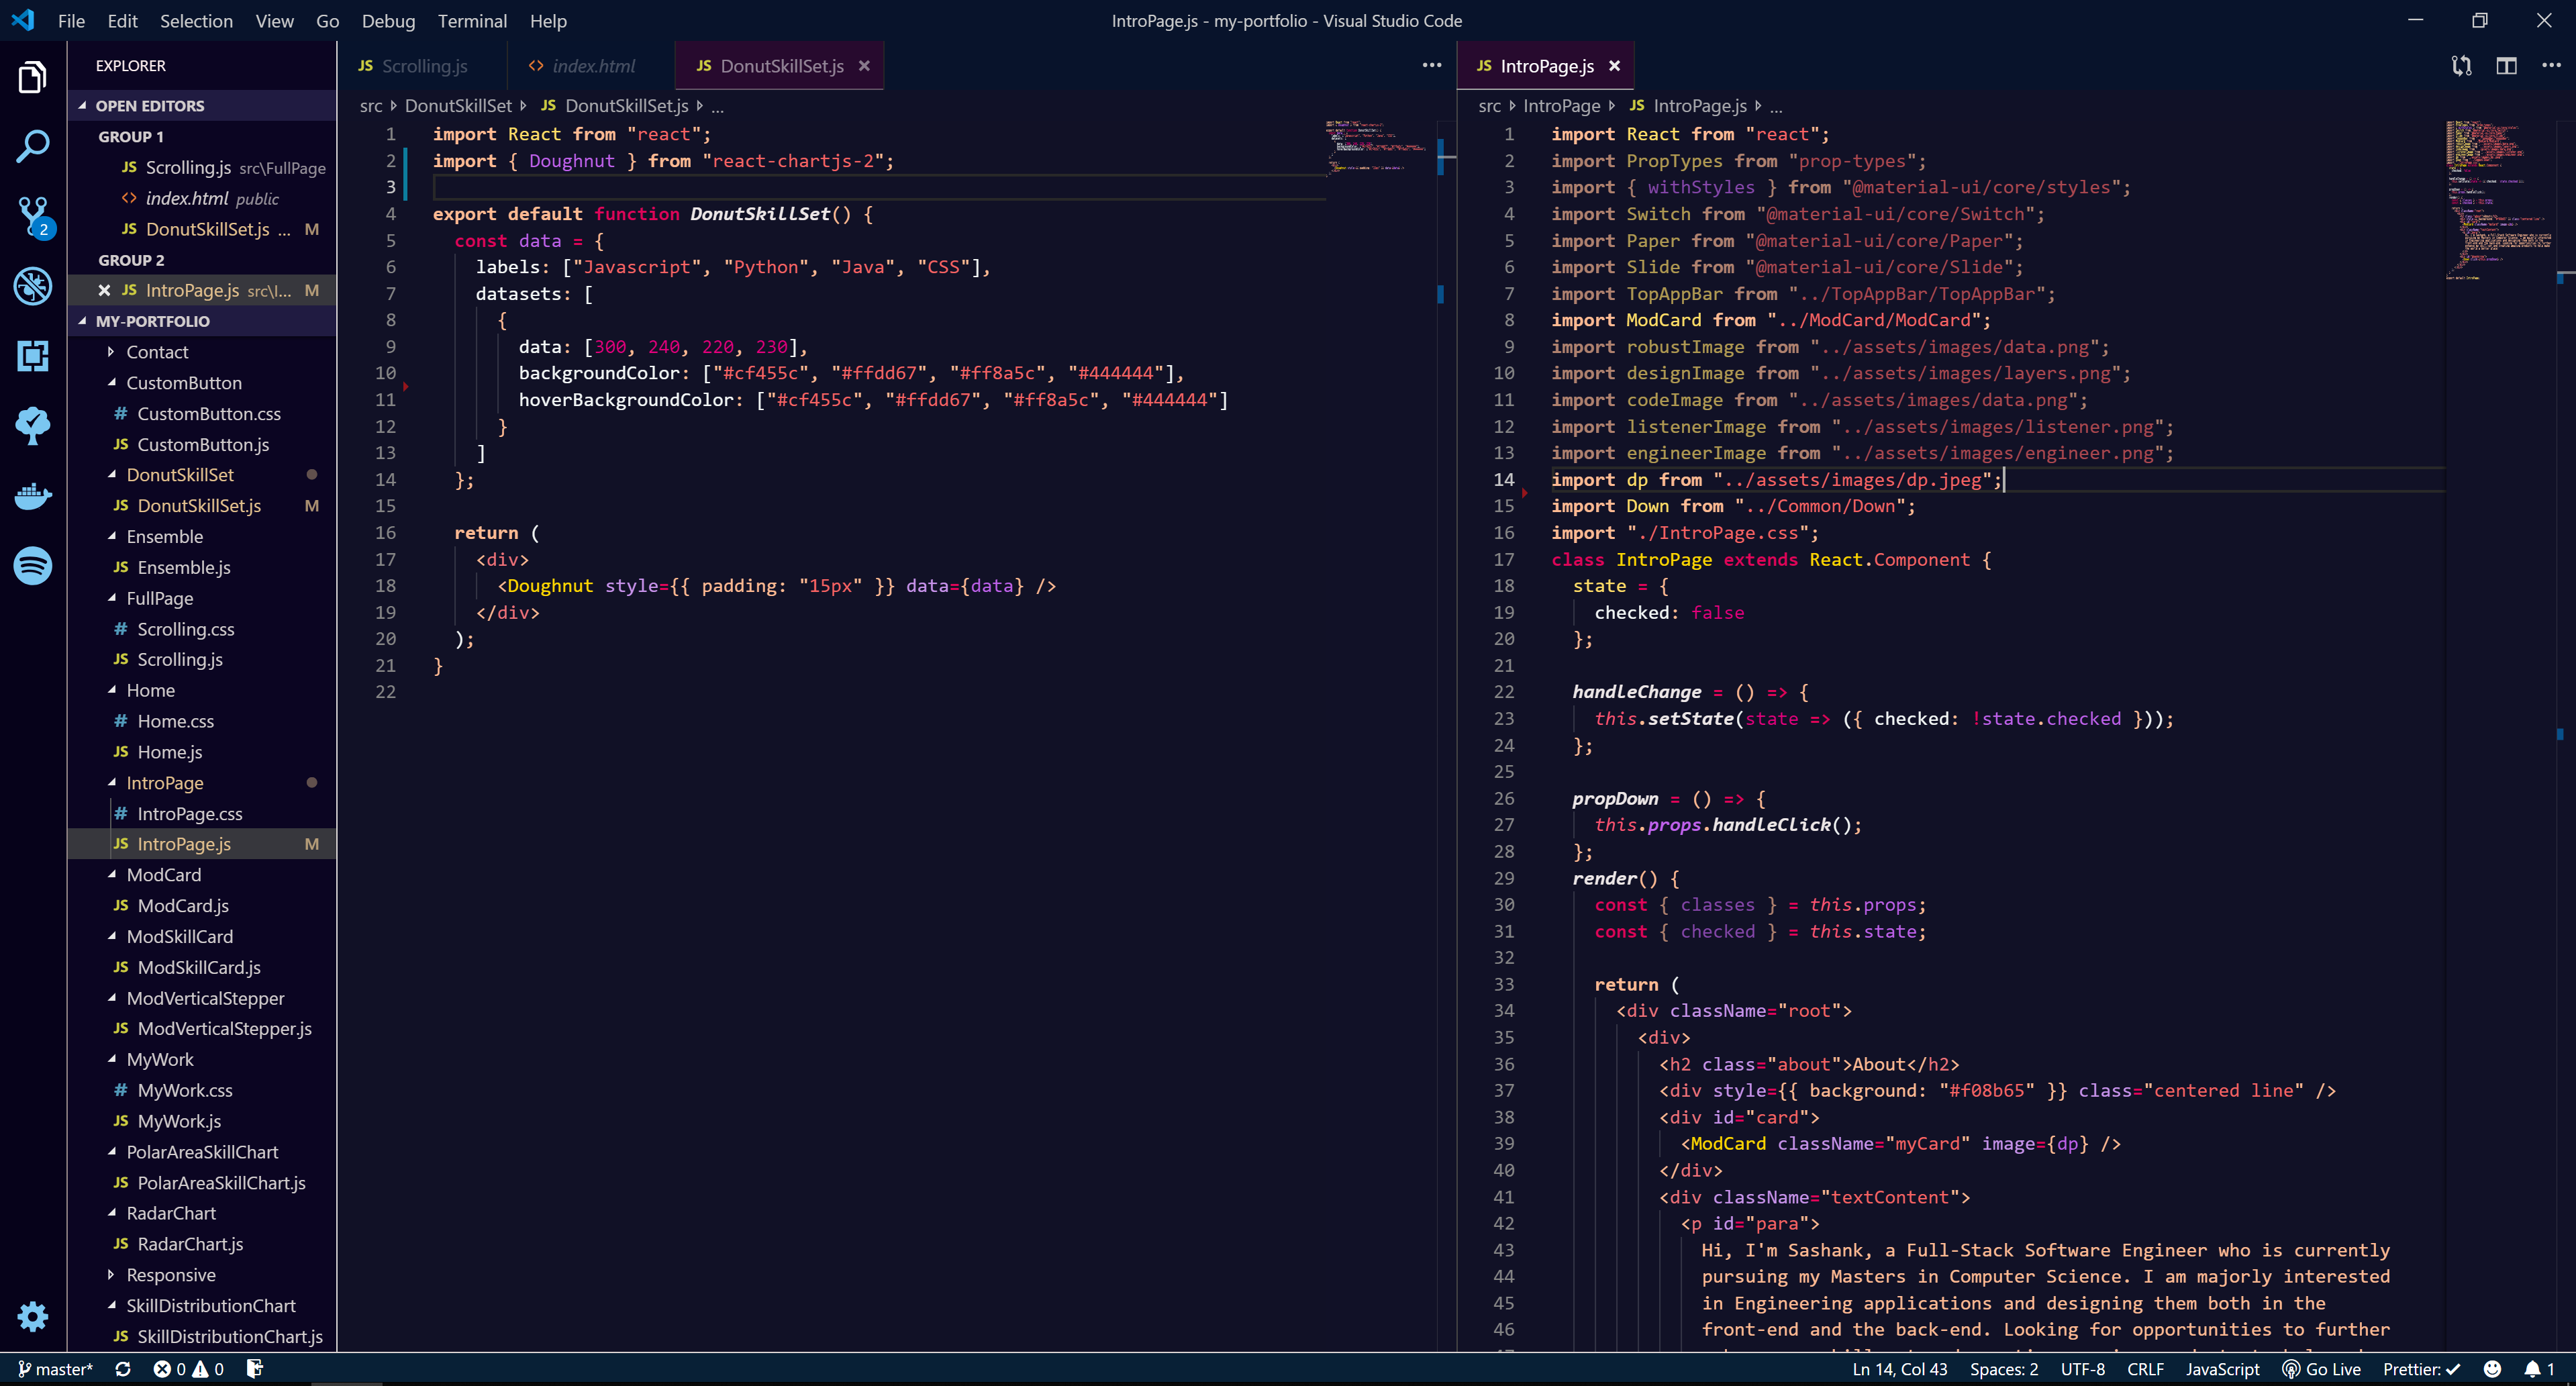 File Edit Selection View Go Debug Terminal Help
IntroPage.js - my-portfolio - Visual Studio Code
EXPLORER
OPEN EDITORS
GROUP 1
JS Scrolling.js src\FullPage
<> index.html public
JS DonutSkillSet.js ... M
GROUP 2
JS IntroPage.js src\I... M
MY-PORTFOLIO
Contact
CustomButton
# CustomButton.css
JS CustomButton.js
DonutSkillSet
JS DonutSkillSet.js M
Ensemble
JS Ensemble.js
FullPage
# Scrolling.css
JS Scrolling.js
Home
# Home.css
JS Home.js
IntroPage
# IntroPage.css
JS IntroPage.js M
ModCard
JS ModCard.js
ModSkillCard
JS ModSkillCard.js
ModVerticalStepper
JS ModVerticalStepper.js
MyWork
# MyWork.css
JS MyWork.js
PolarAreaSkillChart
JS PolarAreaSkillChart.js
RadarChart
JS RadarChart.js
Responsive
SkillDistributionChart
JS SkillDistributionChart.js
2
JS Scrolling.js <> index.html JS DonutSkillSet.js
src DonutSkillSet JS DonutSkillSet.js ...
1 import React from "react";
2 import { Doughnut } from "react-chartjs-2";
3
4 export default function DonutSkillSet() {
5 const data = {
6 labels: ["Javascript", "Python", "Java", "CSS"],
7 datasets: [
8 {
9 data: [300, 240, 220, 230],
10 backgroundColor: ["#cf455c", "#ffdd67", "#ff8a5c", "#444444"],
11 hoverBackgroundColor: ["#cf455c", "#ffdd67", "#ff8a5c", "#444444"]
12 }
13 ]
14 };
15
16 return (
17 <div>
18 <Doughnut style={{ padding: "15px" }} data={data} />
19 </div>
20 );
21 }
22
JS IntroPage.js
src IntroPage JS IntroPage.js ...
1 import React from "react";
2 import PropTypes from "prop-types";
3 import { withStyles } from "@material-ui/core/styles";
4 import Switch from "@material-ui/core/Switch";
5 import Paper from "@material-ui/core/Paper";
6 import Slide from "@material-ui/core/Slide";
7 import TopAppBar from "../TopAppBar/TopAppBar";
8 import ModCard from "../ModCard/ModCard";
9 import robustImage from "../assets/images/data.png";
10 import designImage from "../assets/images/layers.png";
11 import codeImage from "../assets/images/data.png";
12 import listenerImage from "../assets/images/listener.png";
13 import engineerImage from "../assets/images/engineer.png";
14 import dp from "../assets/images/dp.jpeg";
15 import Down from "../Common/Down";
16 import "./IntroPage.css";
17 class IntroPage extends React.Component {
18 state = {
19 checked: false
20 };
21
22 handleChange = () => {
23 this.setState(state => ({ checked: !state.checked }));
24 };
25
26 propDown = () => {
27 this.props.handleClick();
28 };
29 render() {
30 const { classes } = this.props;
31 const { checked } = this.state;
32
33 return (
34 <div className="root">
35 <div>
36 <h2 class="about">About</h2>
37 <div style={{ background: "#f08b65" }} class="centered line" />
38 <div id="card">
39 <ModCard className="myCard" image={dp} />
40 </div>
41 <div className="textContent">
42 <p id="para">
43 Hi, I'm Sashank, a Full-Stack Software Engineer who is currently
44 pursuing my Masters in Computer Science. I am majorly interested
45 in Engineering applications and designing them both in the
46 front-end and the back-end. Looking for opportunities to further
master* 0 0
Ln 14, Col 43 Spaces: 2 UTF-8 CRLF JavaScript Go Live Prettier: ✓ 1